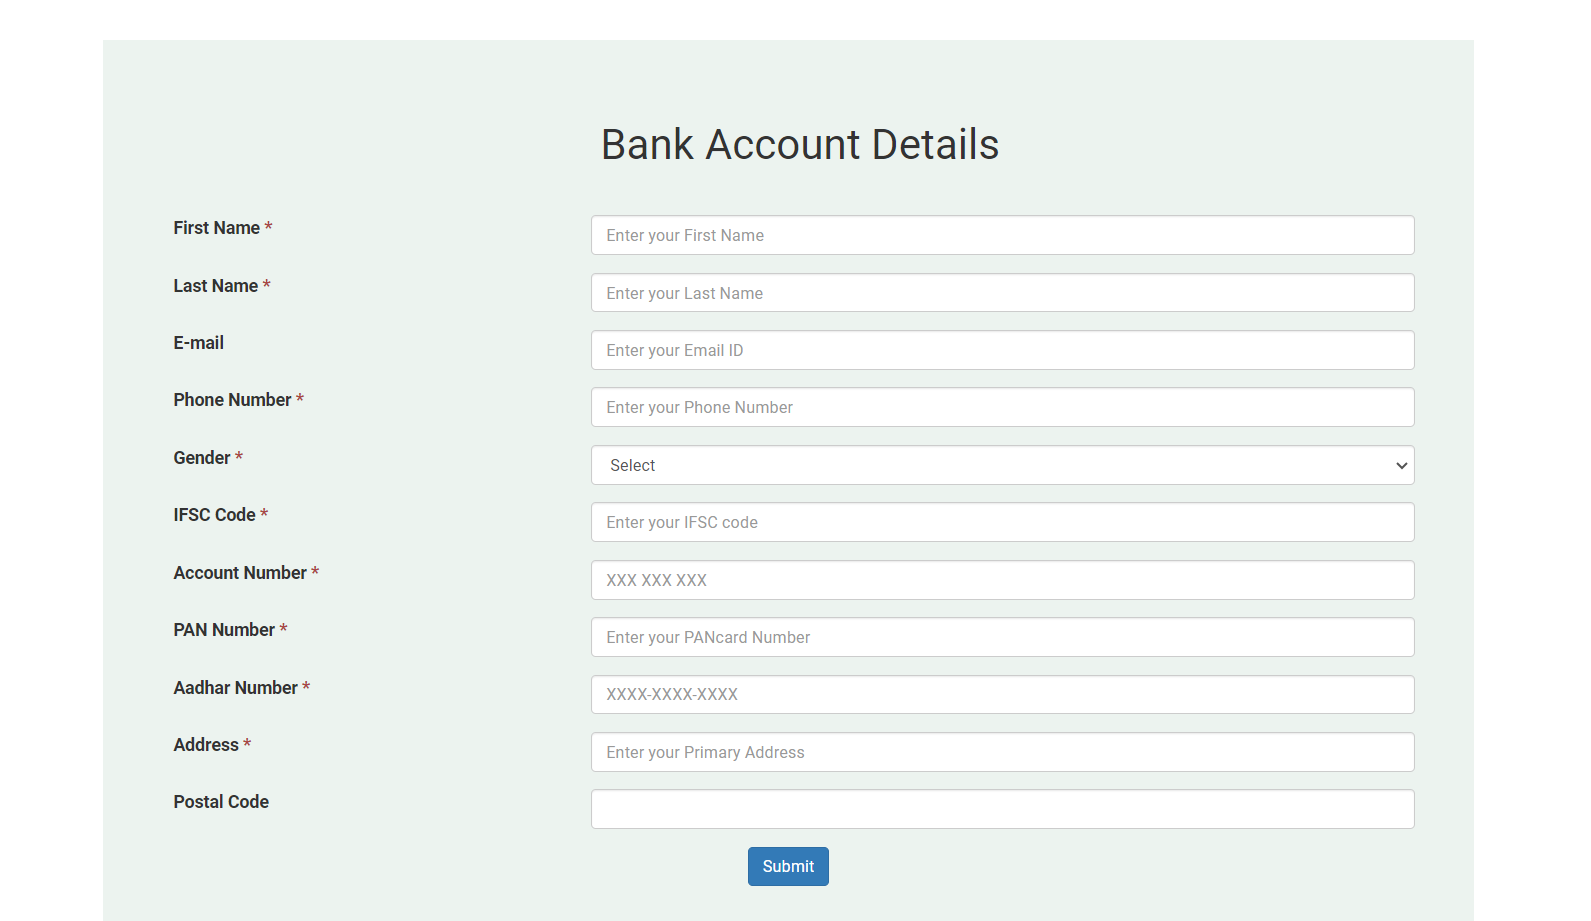 Bank Account Details
First Name *
Enter your First Name
Last Name *
Enter your Last Name
E-mail
Enter your Email ID
Phone Number *
Enter your Phone Number
Gender *
Select
IFSC Code *
Enter your IFSC code
Account Number *
XXX XXX XXX
PAN Number *
Enter your PANcard Number
Aadhar Number *
XXXX-XXXX-XXXX
Address *
Enter your Primary Address
Postal Code
Submit